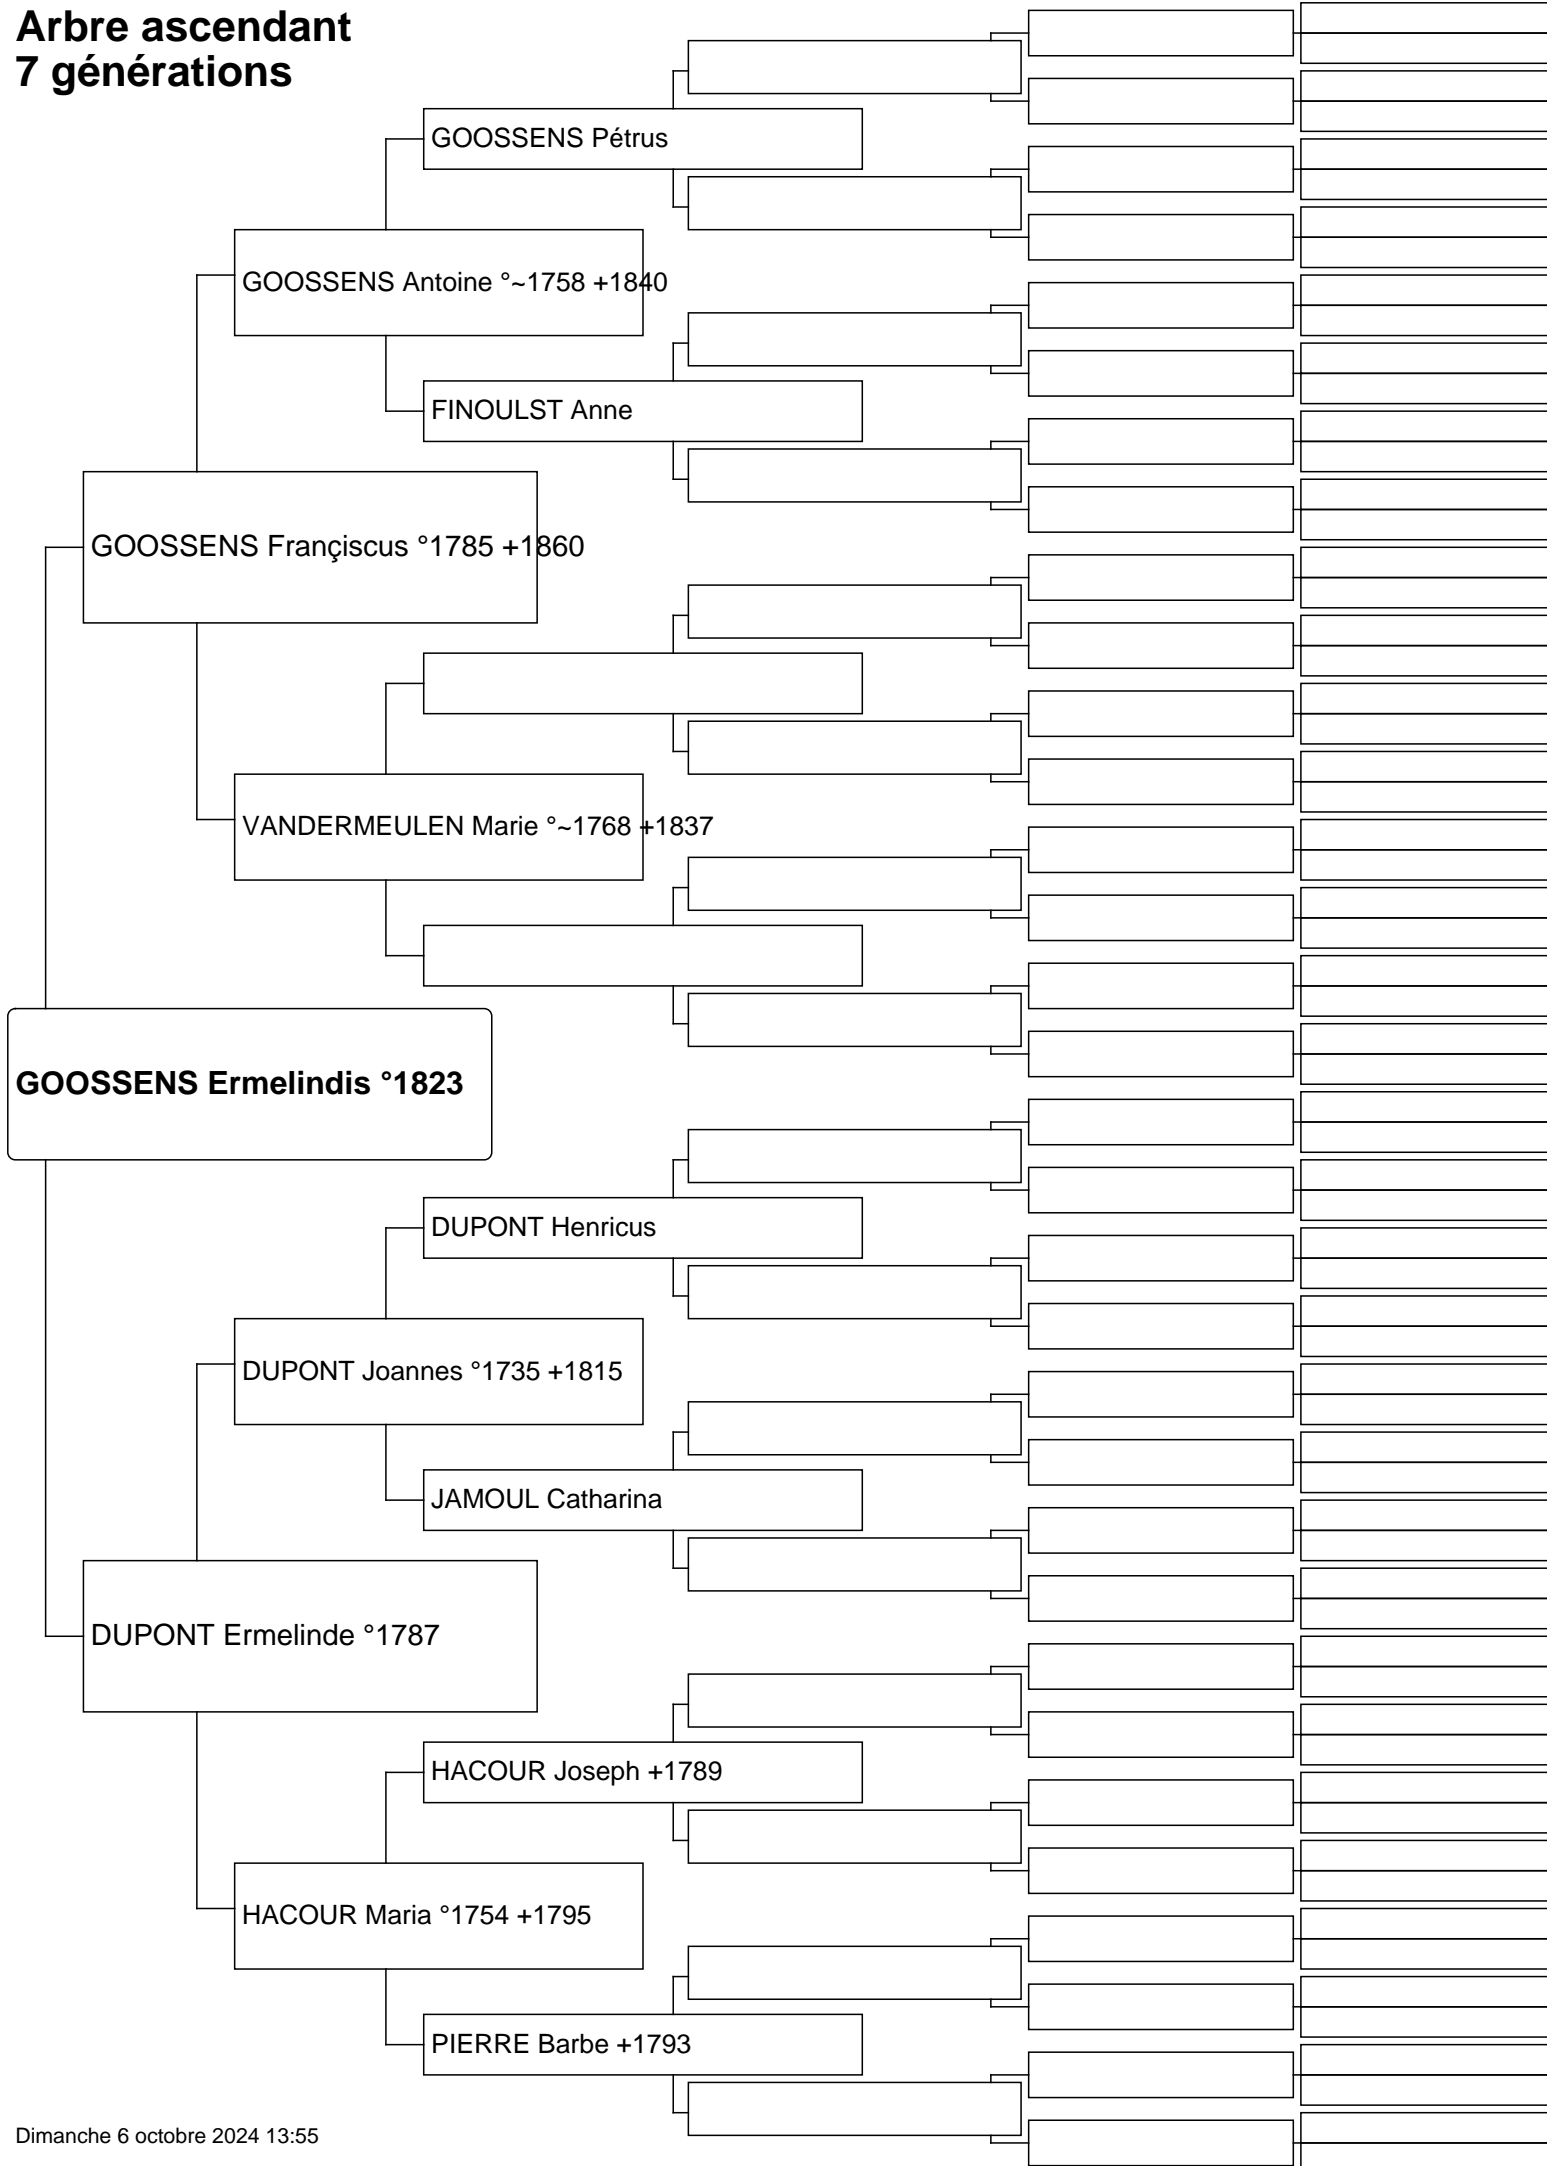 Arbre ascendant
7 générations
GOOSSENS Pétrus
GOOSSENS Antoine °~1758 +1840
FINOULST Anne
GOOSSENS Françiscus °1785 +1860
VANDERMEULEN Marie °~1768 +1837
GOOSSENS Ermelindis °1823
DUPONT Henricus
DUPONT Joannes °1735 +1815
JAMOUL Catharina
DUPONT Ermelinde °1787
HACOUR Joseph +1789
HACOUR Maria °1754 +1795
PIERRE Barbe +1793
Dimanche 6 octobre 2024 13:55